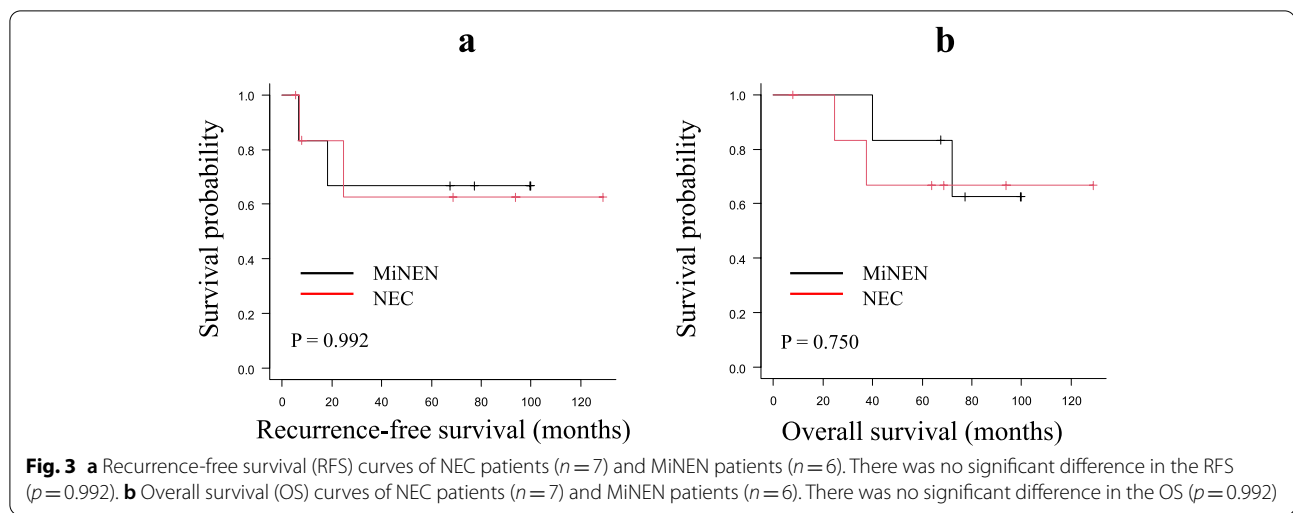 a
b
Survival probability
1.0
0.8
0.6
0.4
0.2
0.0
MiNEN
NEC
P = 0.992
0 20 40 60 80 100 120
Recurrence-free survival (months)
Survival probability
1.0
0.8
0.6
0.4
0.2
0.0
MiNEN
NEC
P = 0.750
0 20 40 60 80 100 120
Overall survival (months)
Fig. 3 a Recurrence-free survival (RFS) curves of NEC patients (n = 7) and MiNEN patients (n = 6). There was no significant difference in the RFS
(p = 0.992). b Overall survival (OS) curves of NEC patients (n = 7) and MiNEN patients (n = 6). There was no significant difference in the OS (p = 0.992)